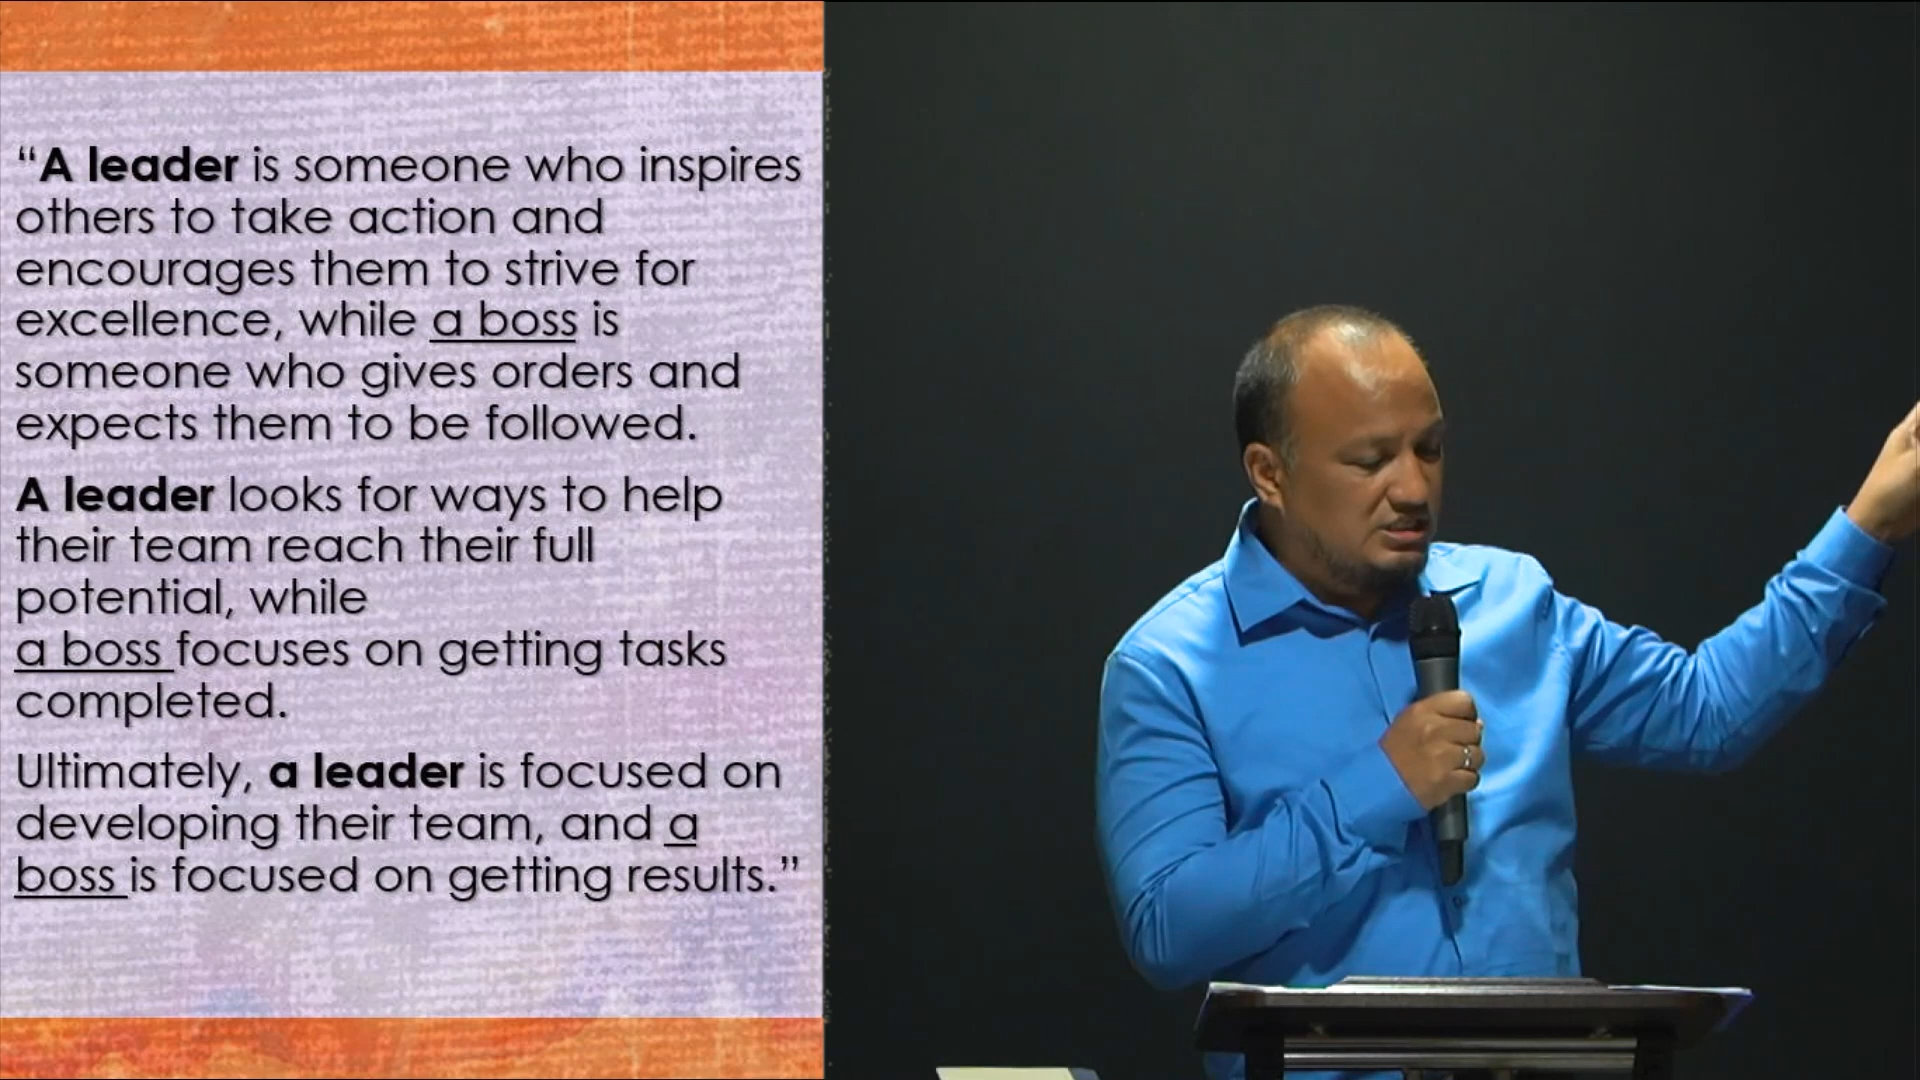 “A leader is someone who inspires
others to take action and
encourages them to strive for
excellence, while a boss is
someone who gives orders and
expects them to be followed.
A leader looks for ways to help
their team reach their full
potential, while
a boss focuses on getting tasks
completed.
Ultimately, a leader is focused on
developing their team, and a
boss is focused on getting results.”